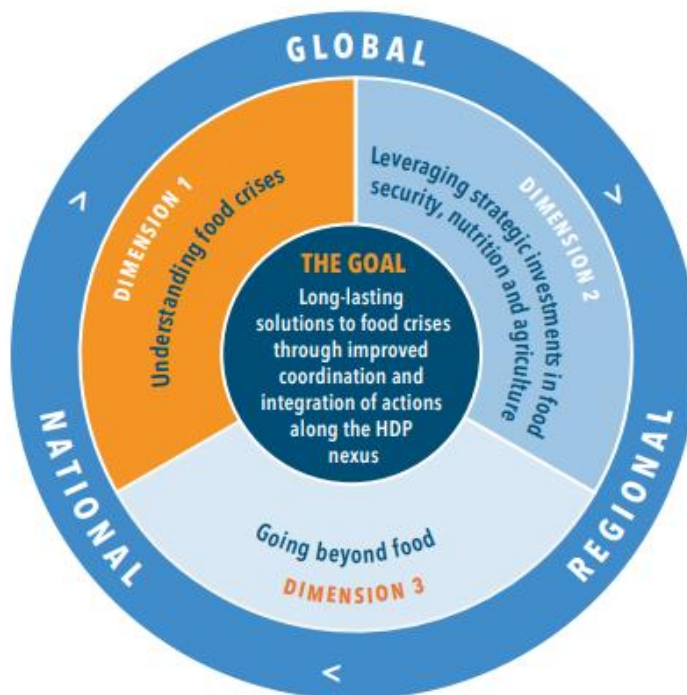 GLOBAL
DIMENSION 1
Understanding food crises
DIMENSION 2
Leveraging strategic investments in food
security, nutrition and agriculture
THE GOAL
Long-lasting
solutions to food crises
through improved
coordination and
integration of actions
along the HDP
nexus
Going beyond food
DIMENSION 3
NATIONAL
REGIONAL